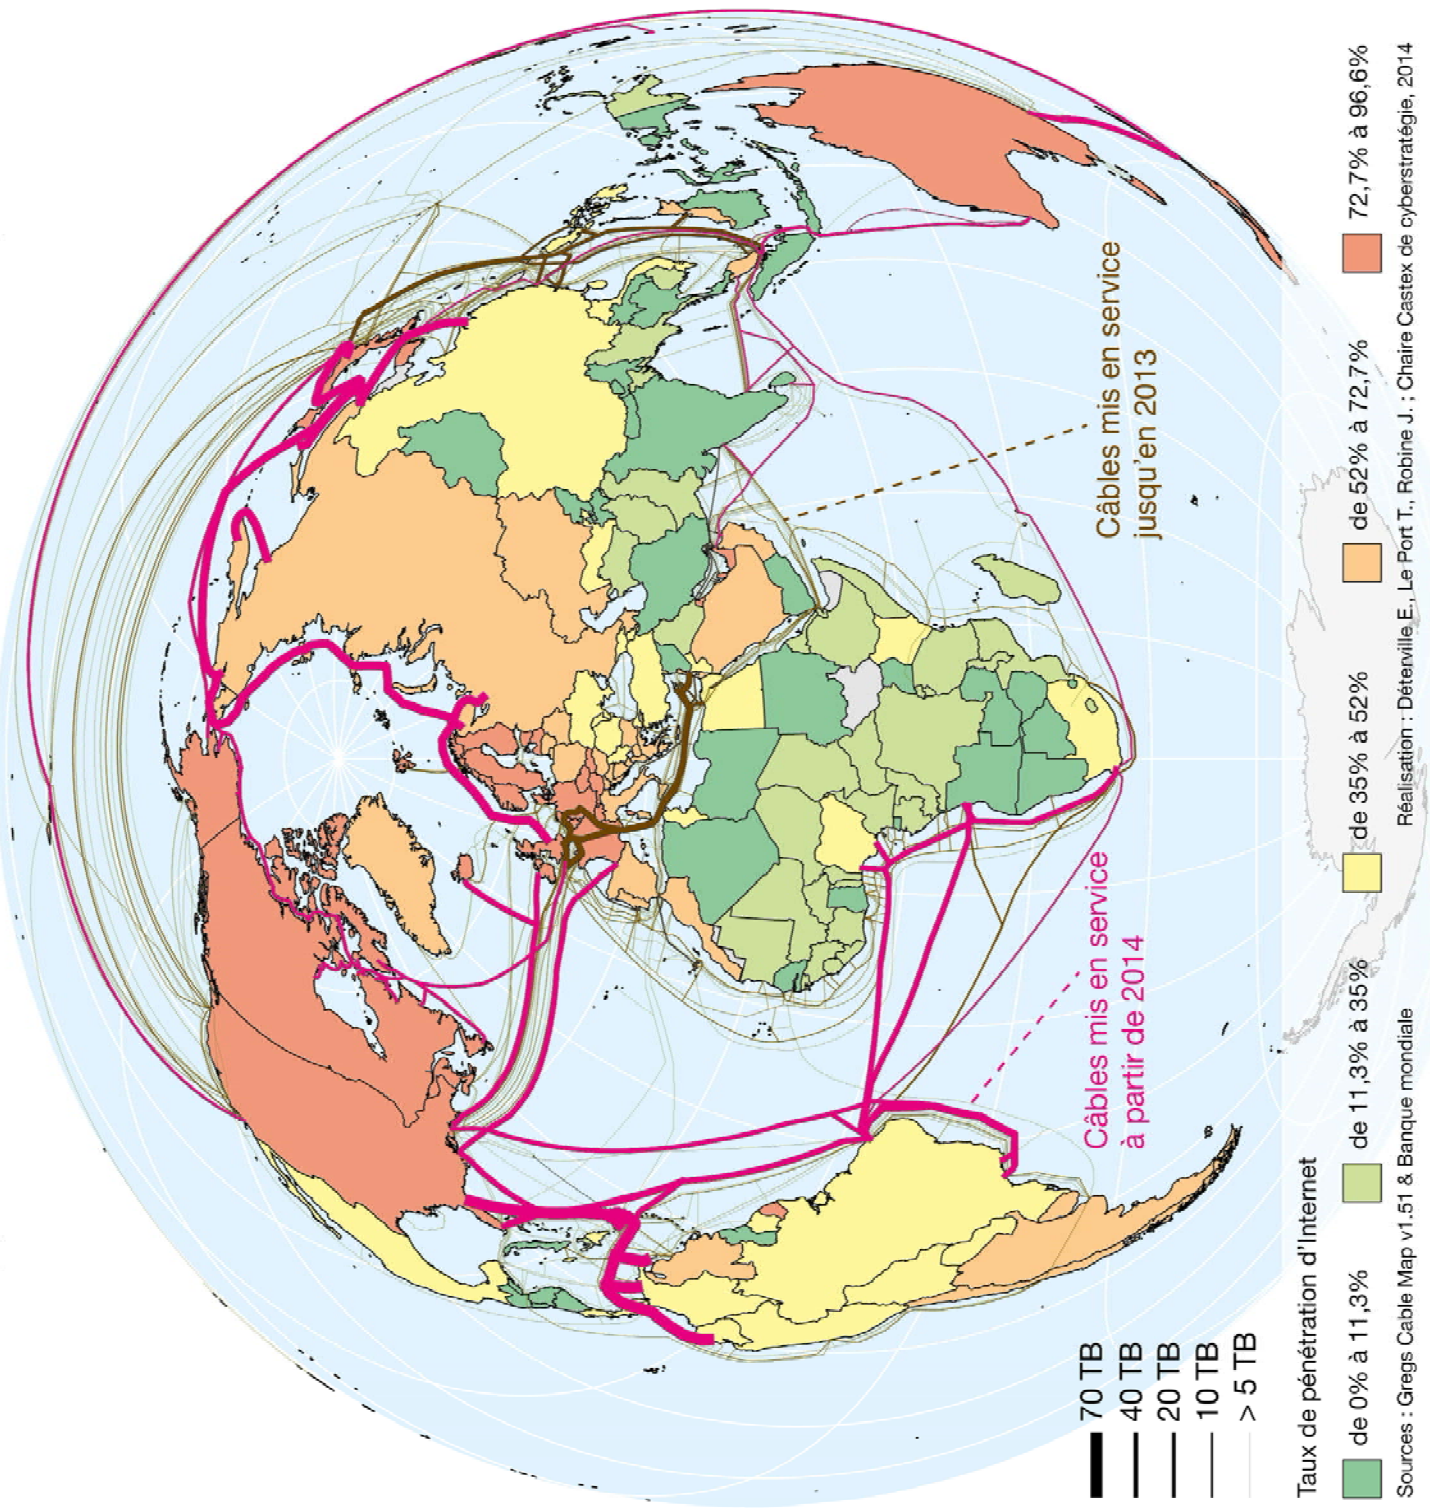 Câbles mis en service
jusqu'en 2013
Câbles mis en service
à partir de 2014
70 TB
40 TB
20 TB
10 TB
> 5 TB
Taux de pénétration d'Internet
de 0% à 11,3%
de 11,3% à 35%
de 35% à 52%
de 52% à 72,7%
72,7% à 96,6%
Réalisation : Déterville E., Le Port T., Robine J. ; Chaire Castex de cyberstratégie, 2014
Sources : Gregs Cable Map v1.51 & Banque mondiale